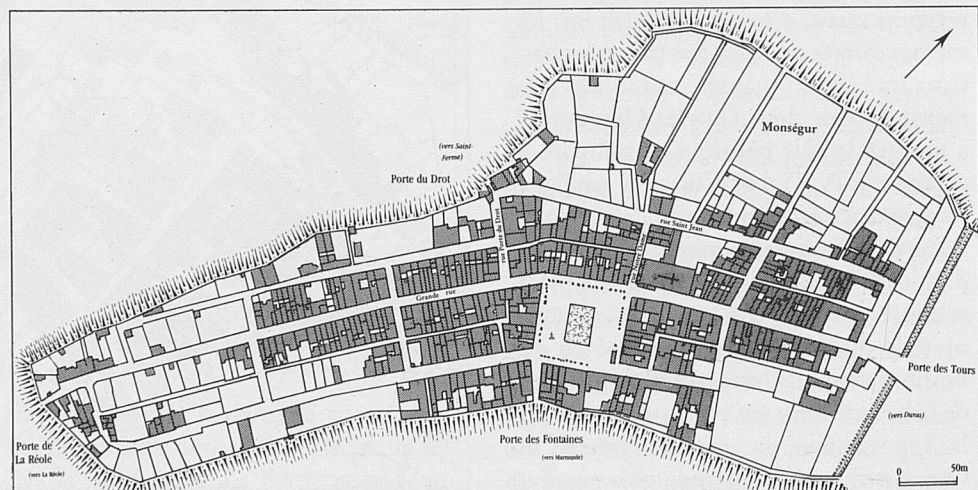 Monségur
(vers Saint-
Ferme)
Porte du Drot
rue Porte du Drot
rue Saint Jean
Grande rue
Porte des Tours
(vers Duras)
Porte de
La Réole
(vers La Réole)
Porte des Fontaines
(vers Marmande)
0 50m